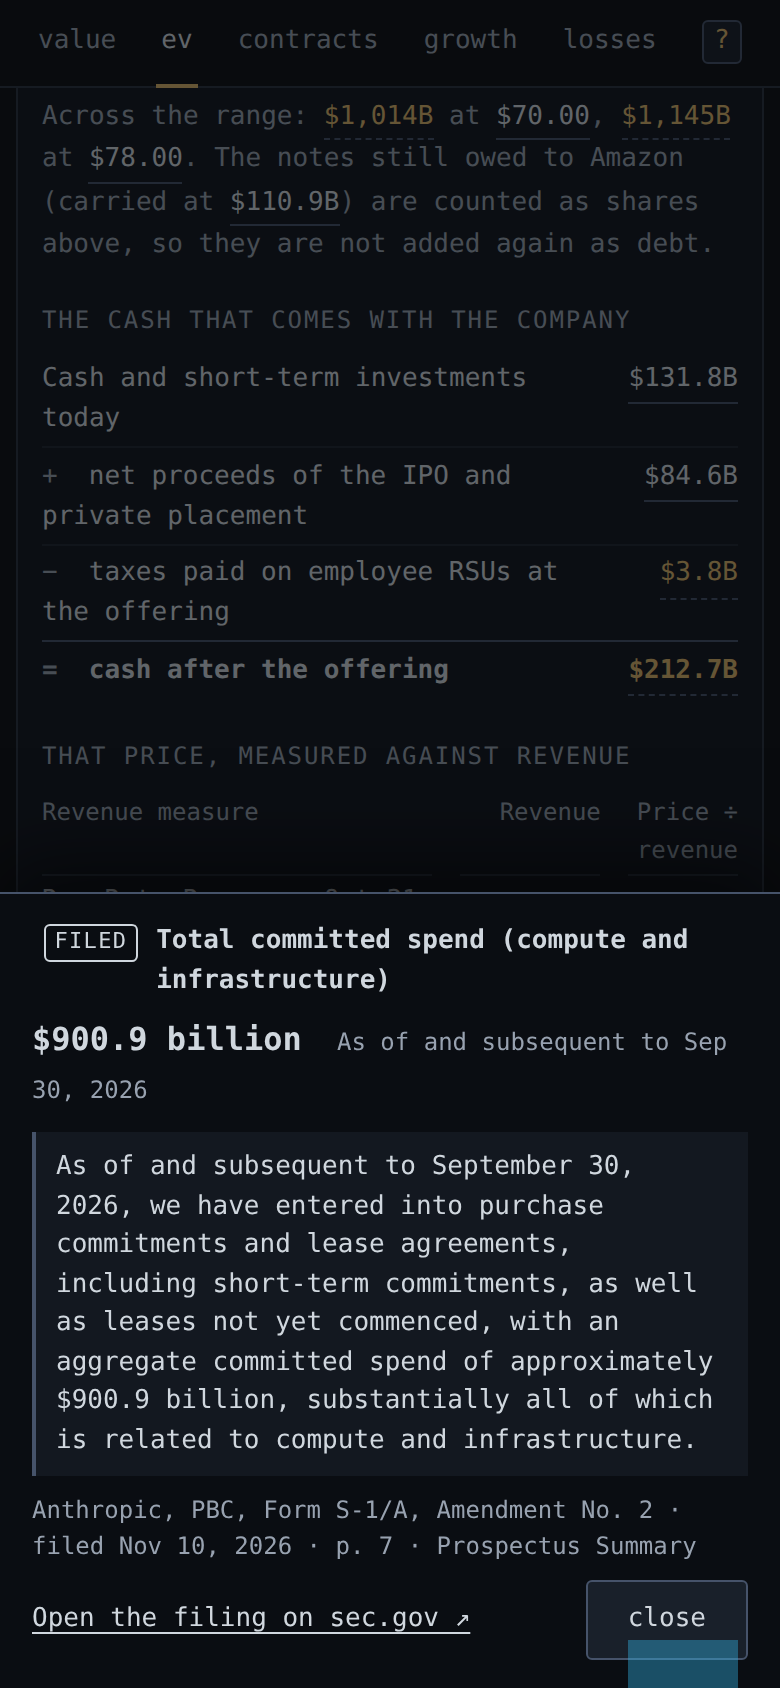 value ev contracts growth losses ?
Across the range: $1,014B at $70.00, $1,145B
at $78.00. The notes still owed to Amazon
(carried at $110.9B) are counted as shares
above, so they are not added again as debt.
THE CASH THAT COMES WITH THE COMPANY
Cash and short-term investments $131.8B
today
+ net proceeds of the IPO and $84.6B
private placement
− taxes paid on employee RSUs at $3.8B
the offering
= cash after the offering $212.7B
THAT PRICE, MEASURED AGAINST REVENUE
Revenue measure Revenue Price ÷
revenue
FILED Total committed spend (compute and
infrastructure)
$900.9 billion As of and subsequent to Sep
30, 2026
As of and subsequent to September 30,
2026, we have entered into purchase
commitments and lease agreements,
including short-term commitments, as well
as leases not yet commenced, with an
aggregate committed spend of approximately
$900.9 billion, substantially all of which
is related to compute and infrastructure.
Anthropic, PBC, Form S-1/A, Amendment No. 2 ·
filed Nov 10, 2026 · p. 7 · Prospectus Summary
Open the filing on sec.gov ↗ close